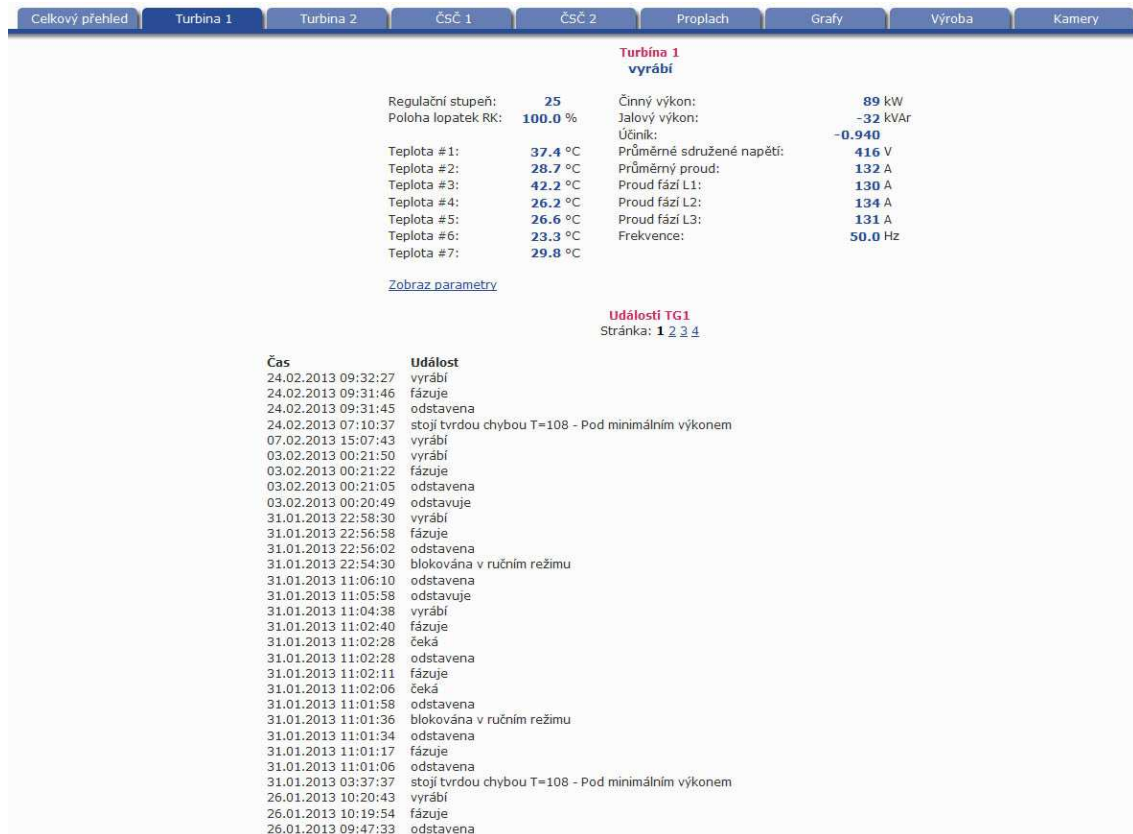 Celkový přehled Turbina 1 Turbina 2 ČSČ 1 ČSČ 2 Proplach Grafy Výroba Kamery
Turbína 1
vyrábí
Regulační stupeň: 25 Činný výkon: 89 kW
Poloha lopatek RK: 100.0 % Jalový výkon: -32 kVAr
Účiník: -0.940
Teplota #1: 37.4 °C Průměrné sdružené napětí: 416 V
Teplota #2: 28.7 °C Průměrný proud: 132 A
Teplota #3: 42.2 °C Proud fází L1: 130 A
Teplota #4: 26.2 °C Proud fází L2: 134 A
Teplota #5: 26.6 °C Proud fází L3: 131 A
Teplota #6: 23.3 °C Frekvence: 50.0 Hz
Teplota #7: 29.8 °C
Zobraz parametry
Události TG1
Stránka: 1 2 3 4
Čas Událost
24.02.2013 09:32:27 vyrábí
24.02.2013 09:31:46 fázuje
24.02.2013 09:31:45 odstavena
24.02.2013 07:10:37 stojí tvrdou chybou T=108 - Pod minimálním výkonem
07.02.2013 15:07:43 vyrábí
03.02.2013 00:21:50 vyrábí
03.02.2013 00:21:22 fázuje
03.02.2013 00:21:05 odstavena
03.02.2013 00:20:49 odstavuje
31.01.2013 22:58:30 vyrábí
31.01.2013 22:56:58 fázuje
31.01.2013 22:56:02 odstavena
31.01.2013 22:54:30 blokována v ručním režimu
31.01.2013 11:06:10 odstavena
31.01.2013 11:05:58 odstavuje
31.01.2013 11:04:38 vyrábí
31.01.2013 11:02:40 fázuje
31.01.2013 11:02:28 čeká
31.01.2013 11:02:28 odstavena
31.01.2013 11:02:11 fázuje
31.01.2013 11:02:06 čeká
31.01.2013 11:01:58 odstavena
31.01.2013 11:01:36 blokována v ručním režimu
31.01.2013 11:01:34 odstavena
31.01.2013 11:01:17 fázuje
31.01.2013 11:01:06 odstavena
31.01.2013 03:37:37 stojí tvrdou chybou T=108 - Pod minimálním výkonem
26.01.2013 10:20:43 vyrábí
26.01.2013 10:19:54 fázuje
26.01.2013 09:47:33 odstavena